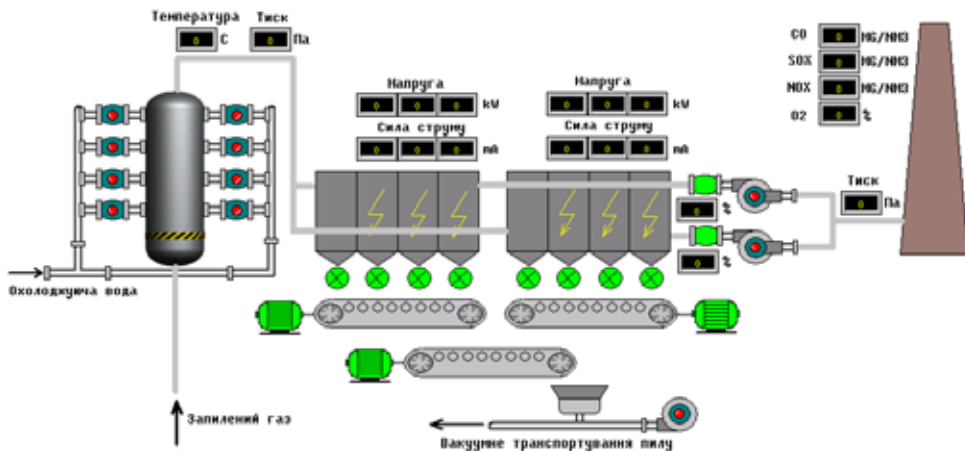 Температура Тиск
0 С 0 Па
Напруга
0 0 0 kW
Сила струму
0 0 0 mA
Напруга
0 0 0 kW
Сила струму
0 0 0 mA
CO 0 MG/NM3
SOX 0 MG/NM3
NOX 0 MG/NM3
O2 0 %
0 %
0 %
Тиск
0 Па
Охолоджуюча вода
Запилений газ
Вакуумне транспортування пилу